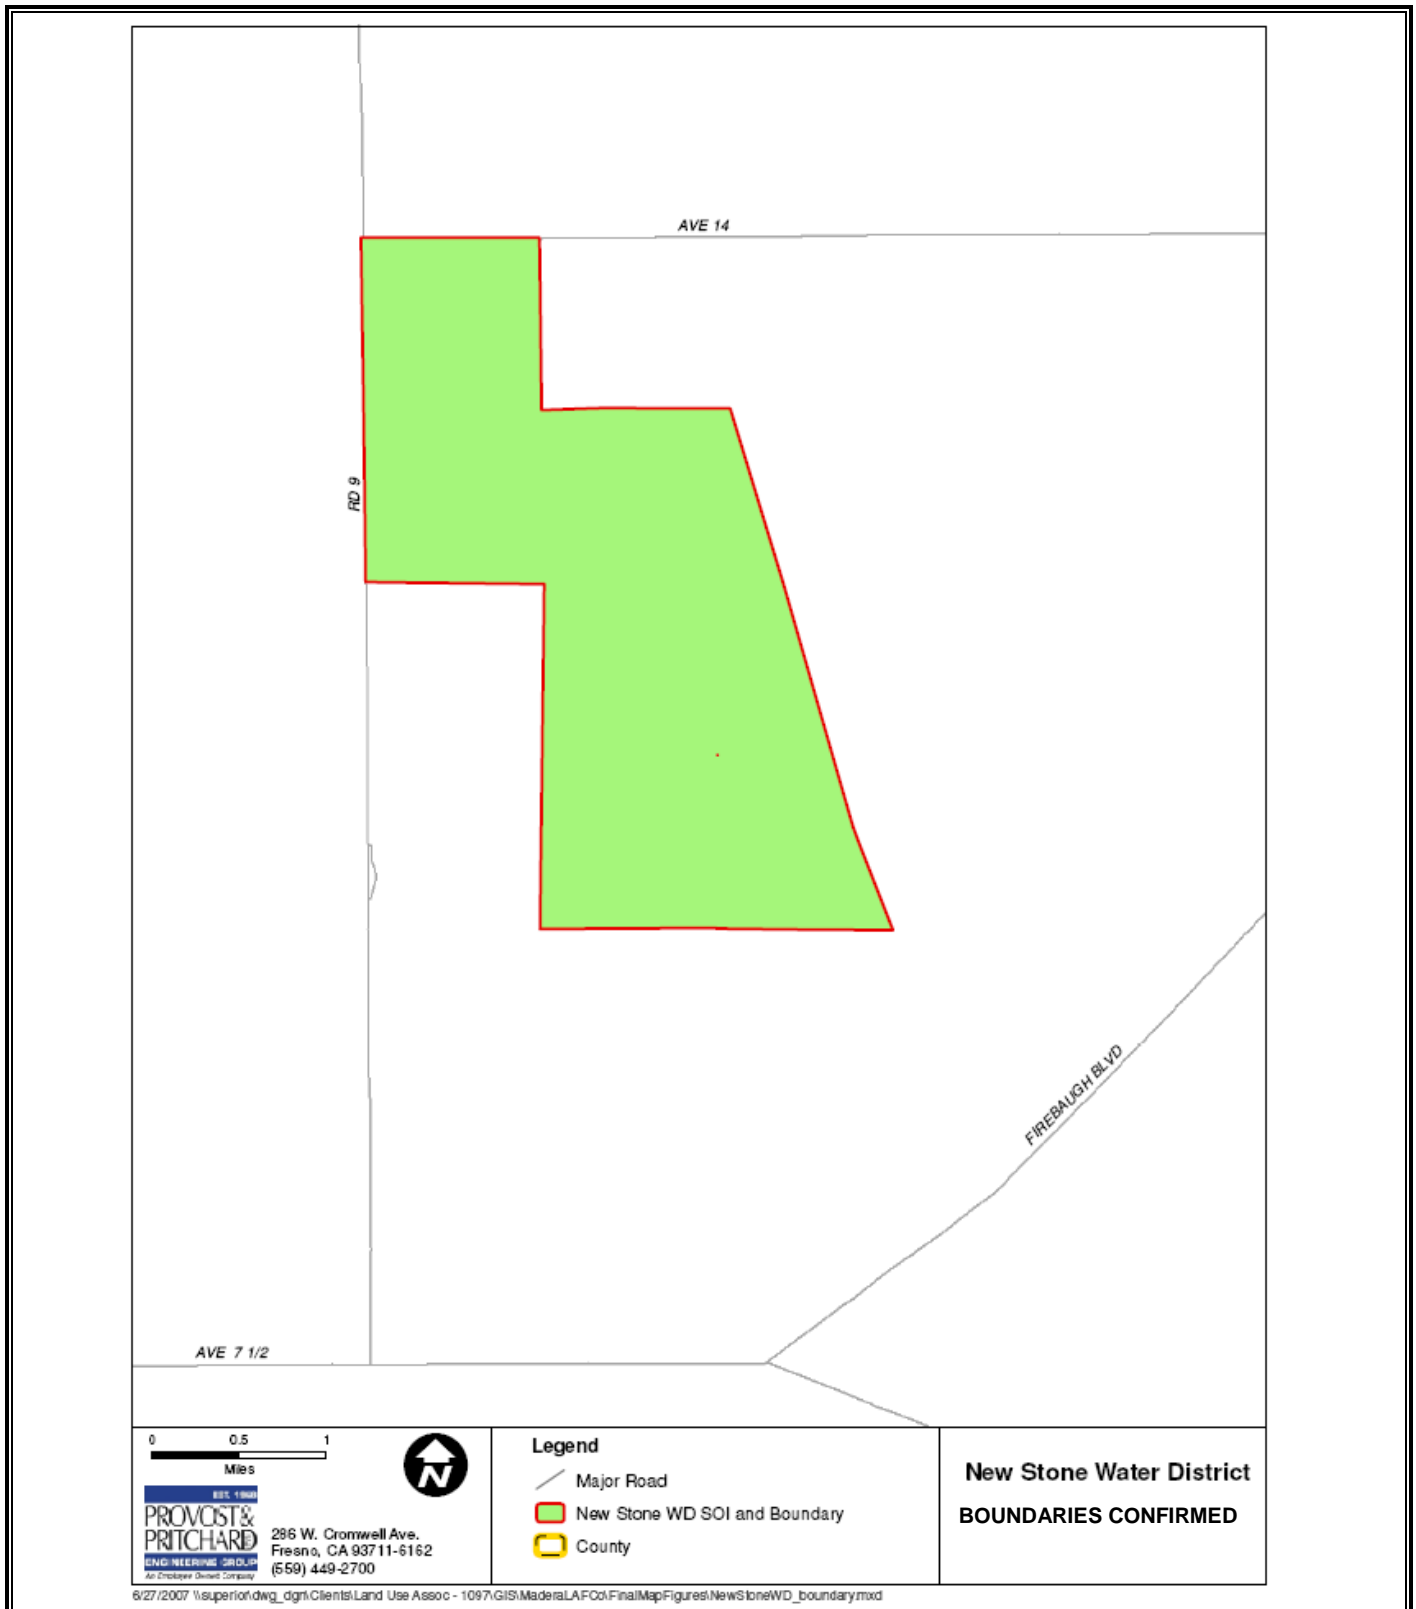 AVE 14
RD 9
FIREBAUGH BLVD
AVE 7 1/2
0 0.5 1
Miles
EST. 1968
PROVOST&
PRITCHARD
ENGINEERING GROUP
An Employee Owned Company
286 W. Cromwell Ave.
Fresno, CA 93711-6162
(559) 449-2700
N
Legend
Major Road
New Stone WD SOI and Boundary
County
New Stone Water District
BOUNDARIES CONFIRMED
6/27/2007 \\superior\dwg_dgn\Clients\Land Use Assoc - 1097\GIS\MaderaLAFCo\FinalMapFigures\NewStoneWD_boundary.mxd